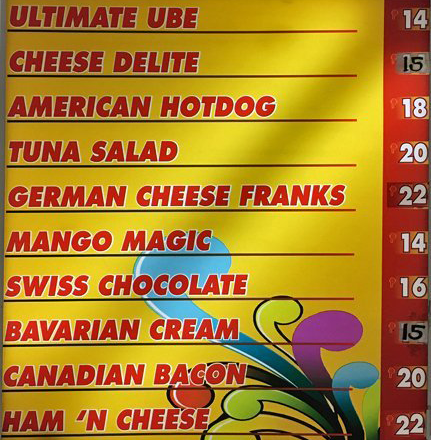 ULTIMATE UBE ₱14
CHEESE DELITE ₱15
AMERICAN HOTDOG ₱18
TUNA SALAD ₱20
GERMAN CHEESE FRANKS ₱22
MANGO MAGIC ₱14
SWISS CHOCOLATE ₱16
BAVARIAN CREAM ₱15
CANADIAN BACON ₱20
HAM ‘N CHEESE ₱22